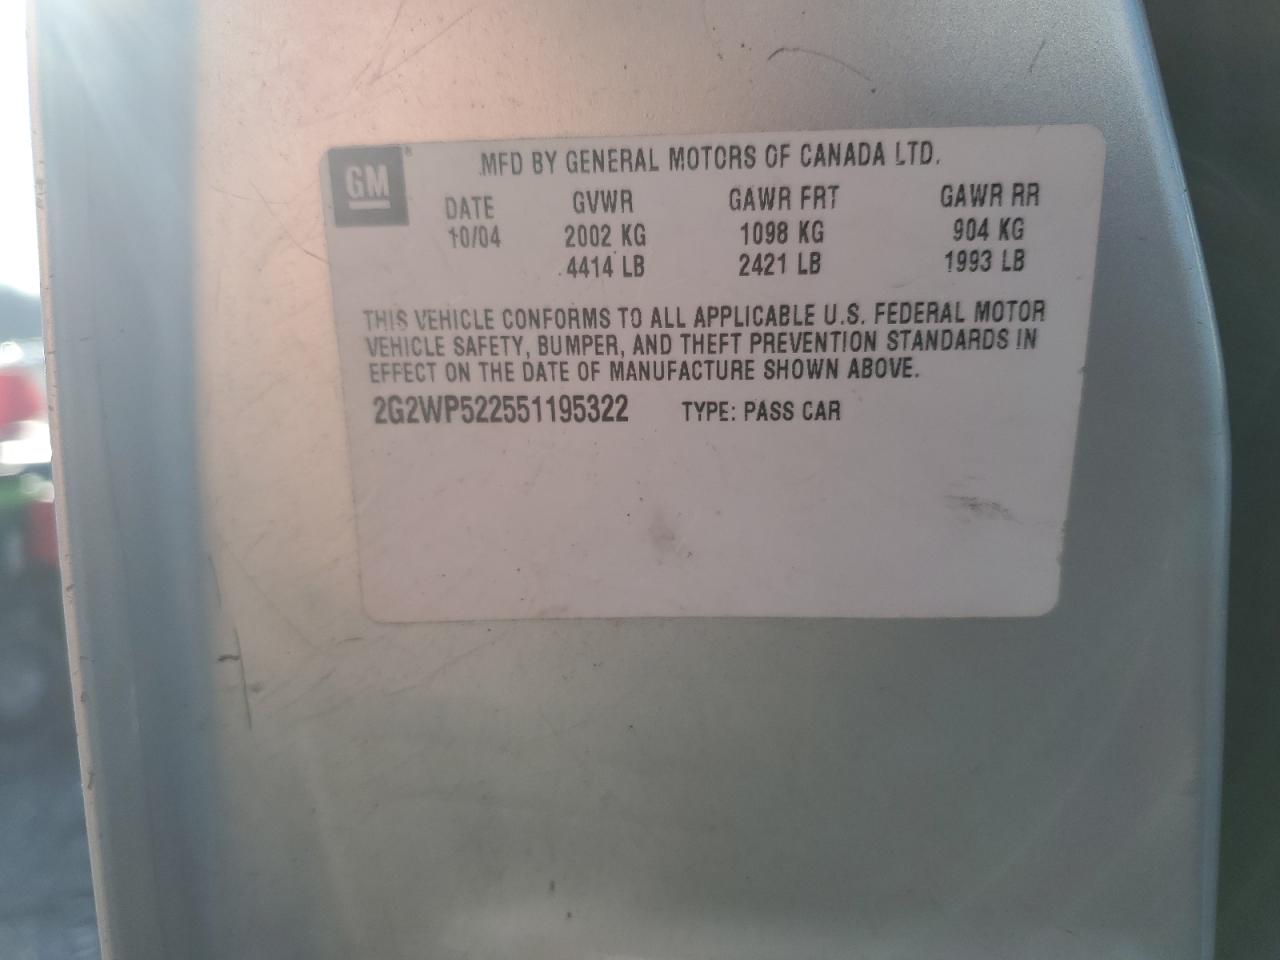 GM
MFD BY GENERAL MOTORS OF CANADA LTD.
DATE GVWR GAWR FRT GAWR RR
10/04 2002 KG 1098 KG 904 KG
4414 LB 2421 LB 1993 LB
THIS VEHICLE CONFORMS TO ALL APPLICABLE U.S. FEDERAL MOTOR
VEHICLE SAFETY, BUMPER, AND THEFT PREVENTION STANDARDS IN
EFFECT ON THE DATE OF MANUFACTURE SHOWN ABOVE.
2G2WP522551195322 TYPE: PASS CAR